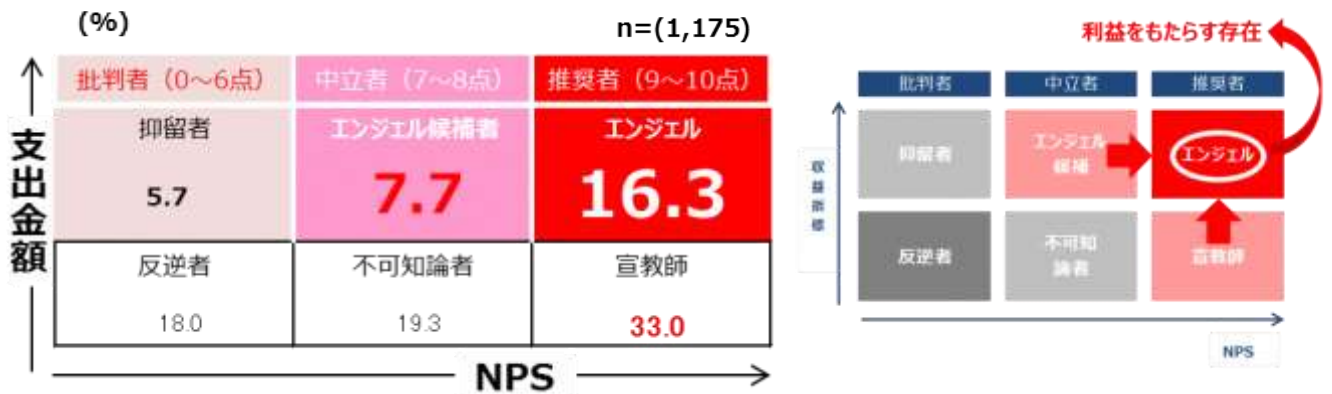 (%)
n=(1,175)
批判者（0～6点）
中立者（7～8点）
推奨者（9～10点）
抑留者
エンジェル候補者
エンジェル
5.7
7.7
16.3
反逆者
不可知論者
宣教師
18.0
19.3
33.0
支出金額
NPS
利益をもたらす存在
批判者
中立者
推奨者
抑留者
エンジェル
候補
エンジェル
収益指標
反逆者
不可知
論者
宣教師
NPS